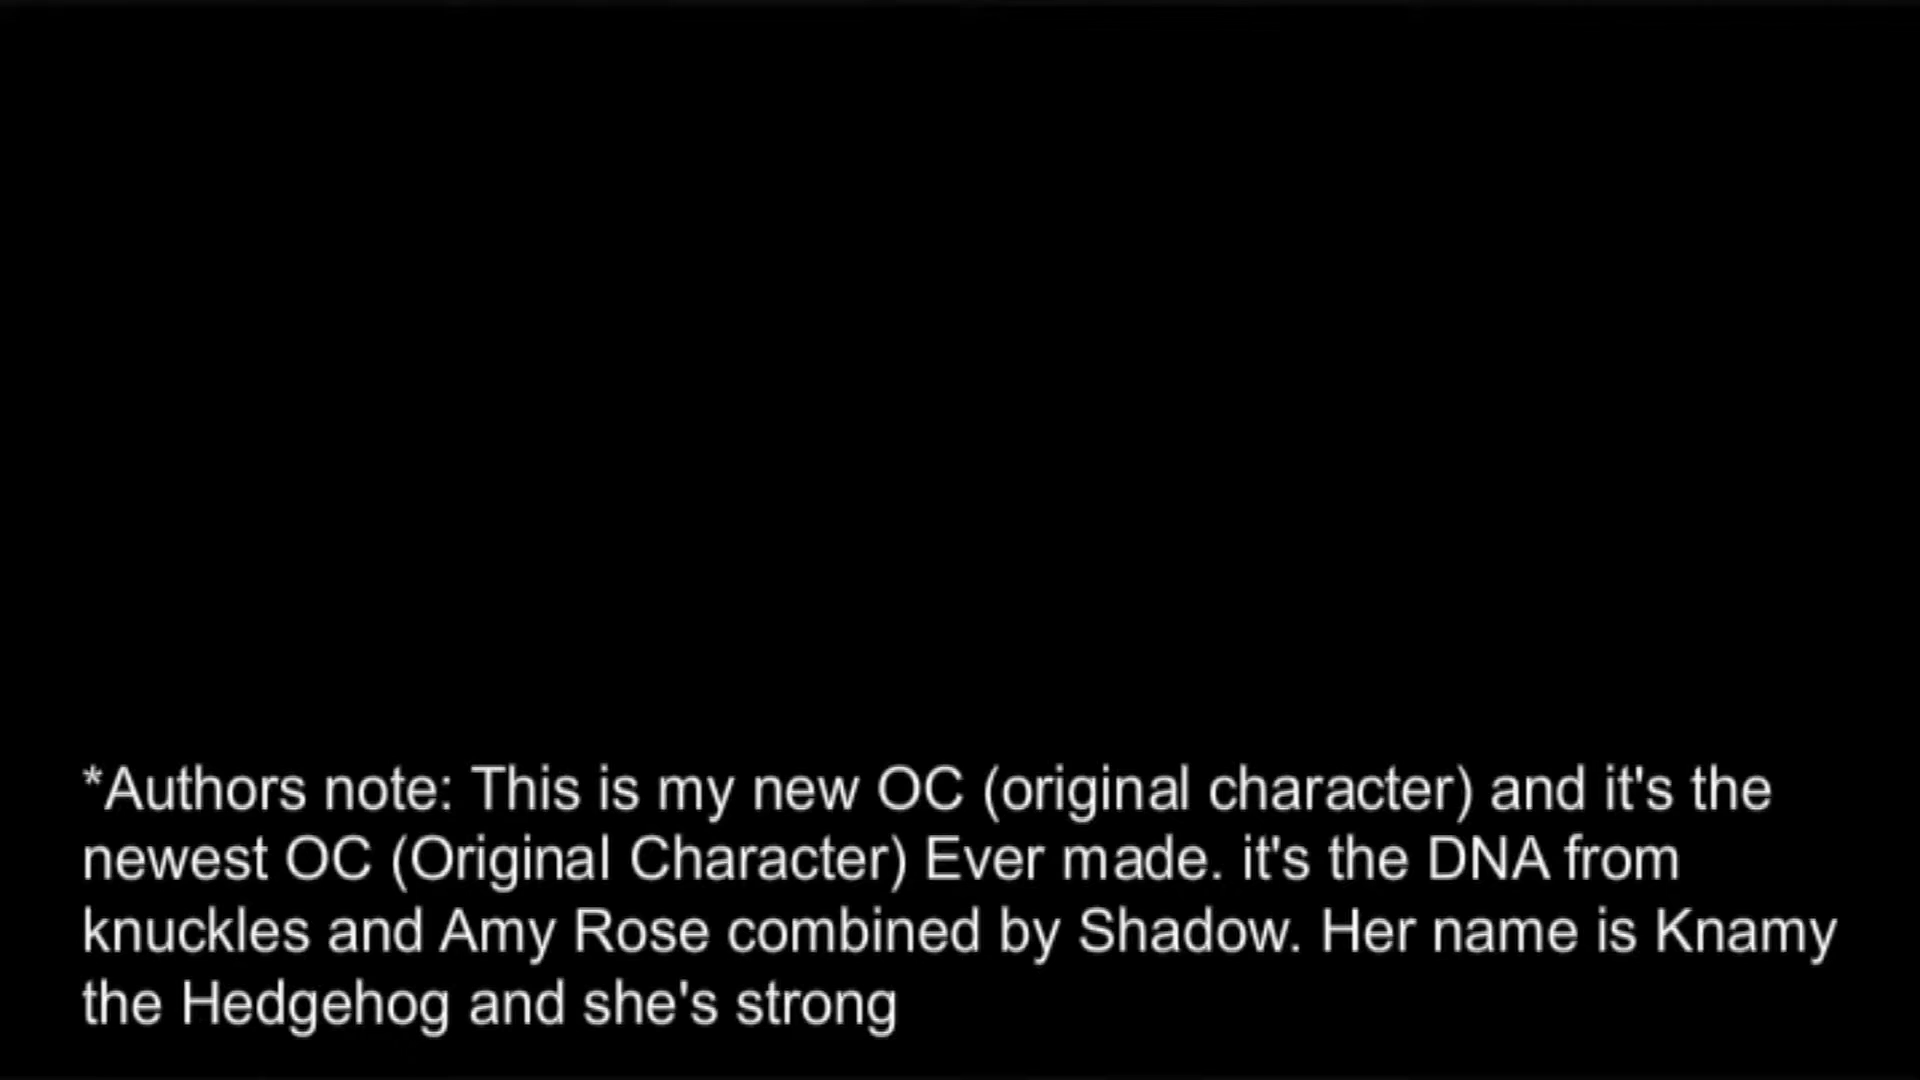 *Authors note: This is my new OC (original character) and it's the
newest OC (Original Character) Ever made. it's the DNA from
knuckles and Amy Rose combined by Shadow. Her name is Knamy
the Hedgehog and she's strong